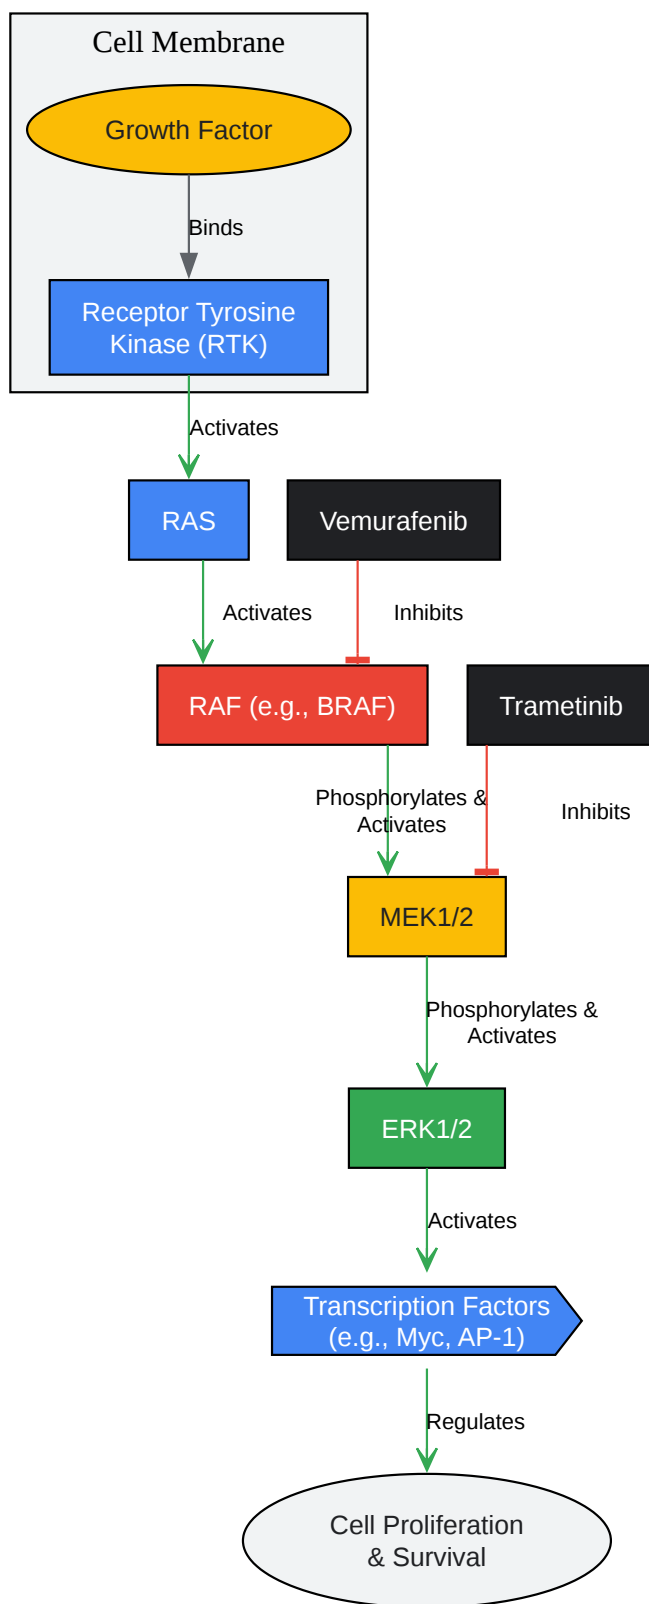 Cell Membrane
Growth Factor
Binds
Receptor Tyrosine
Kinase (RTK)
Activates
RAS
Vemurafenib
Activates
Inhibits
RAF (e.g., BRAF)
Trametinib
Phosphorylates &
Activates
Inhibits
MEK1/2
Phosphorylates &
Activates
ERK1/2
Activates
Transcription Factors
(e.g., Myc, AP-1)
Regulates
Cell Proliferation
& Survival